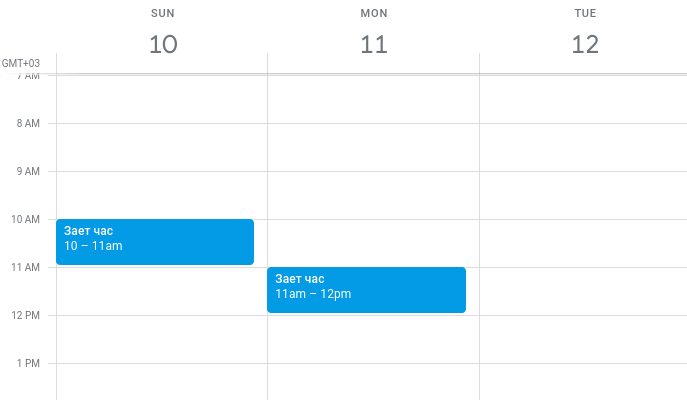 SUN MON TUE
10 11 12
GMT+03
7 AM
8 AM
9 AM
10 AM
Зает час
10 – 11am
11 AM
Зает час
11am – 12pm
12 PM
1 PM